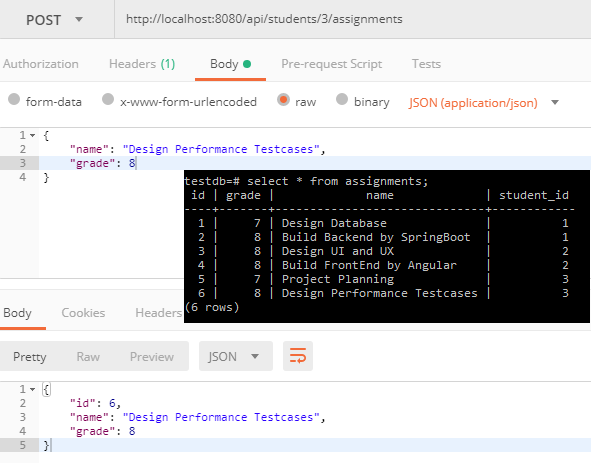 POST http://localhost:8080/api/students/3/assignments
Authorization Headers (1) Body Pre-request Script Tests
form-data x-www-form-urlencoded raw binary JSON (application/json)
1 {
2 "name": "Design Performance Testcases",
3 "grade": 8
4 }
testdb=# select * from assignments;
id | grade | name | student_id
----+-------+------------------------------+------------
1 | 7 | Design Database | 1
2 | 8 | Build Backend by SpringBoot | 1
3 | 8 | Design UI and UX | 2
4 | 8 | Build FrontEnd by Angular | 2
5 | 7 | Project Planning | 3
6 | 8 | Design Performance Testcases | 3
(6 rows)
Body Cookies Headers
Pretty Raw Preview JSON
1 {
2 "id": 6,
3 "name": "Design Performance Testcases",
4 "grade": 8
5 }